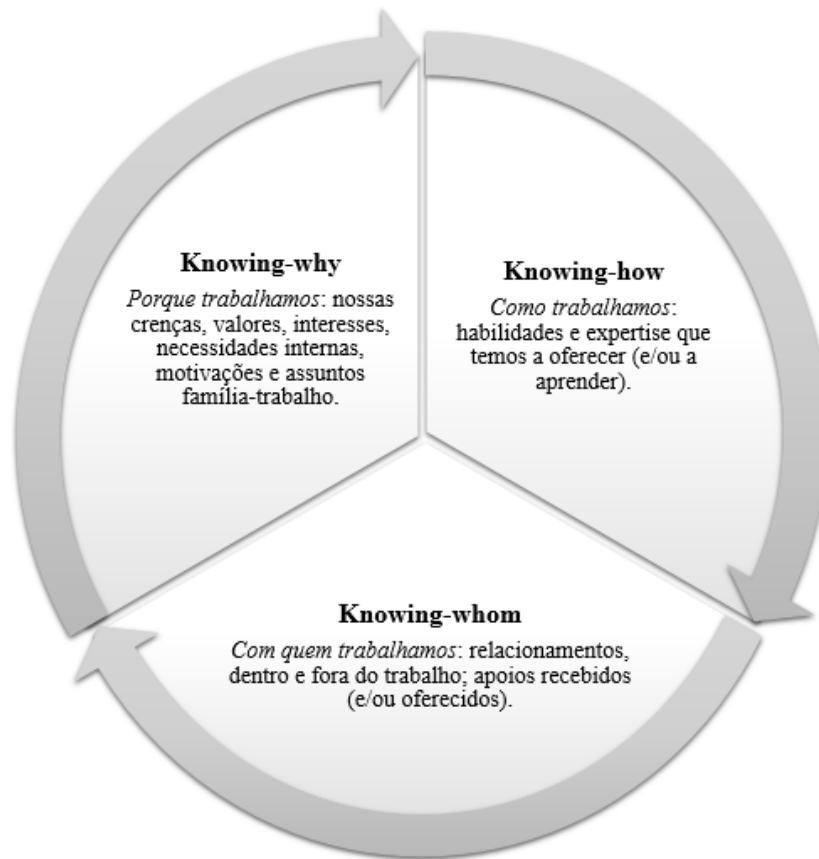 Knowing-why
Porque trabalhamos: nossas
crenças, valores, interesses,
necessidades internas,
motivações e assuntos
família-trabalho.
Knowing-how
Como trabalhamos:
habilidades e expertise que
temos a oferecer (e/ou a
aprender).
Knowing-whom
Com quem trabalhamos: relacionamentos,
dentro e fora do trabalho; apoios recebidos
(e/ou oferecidos).